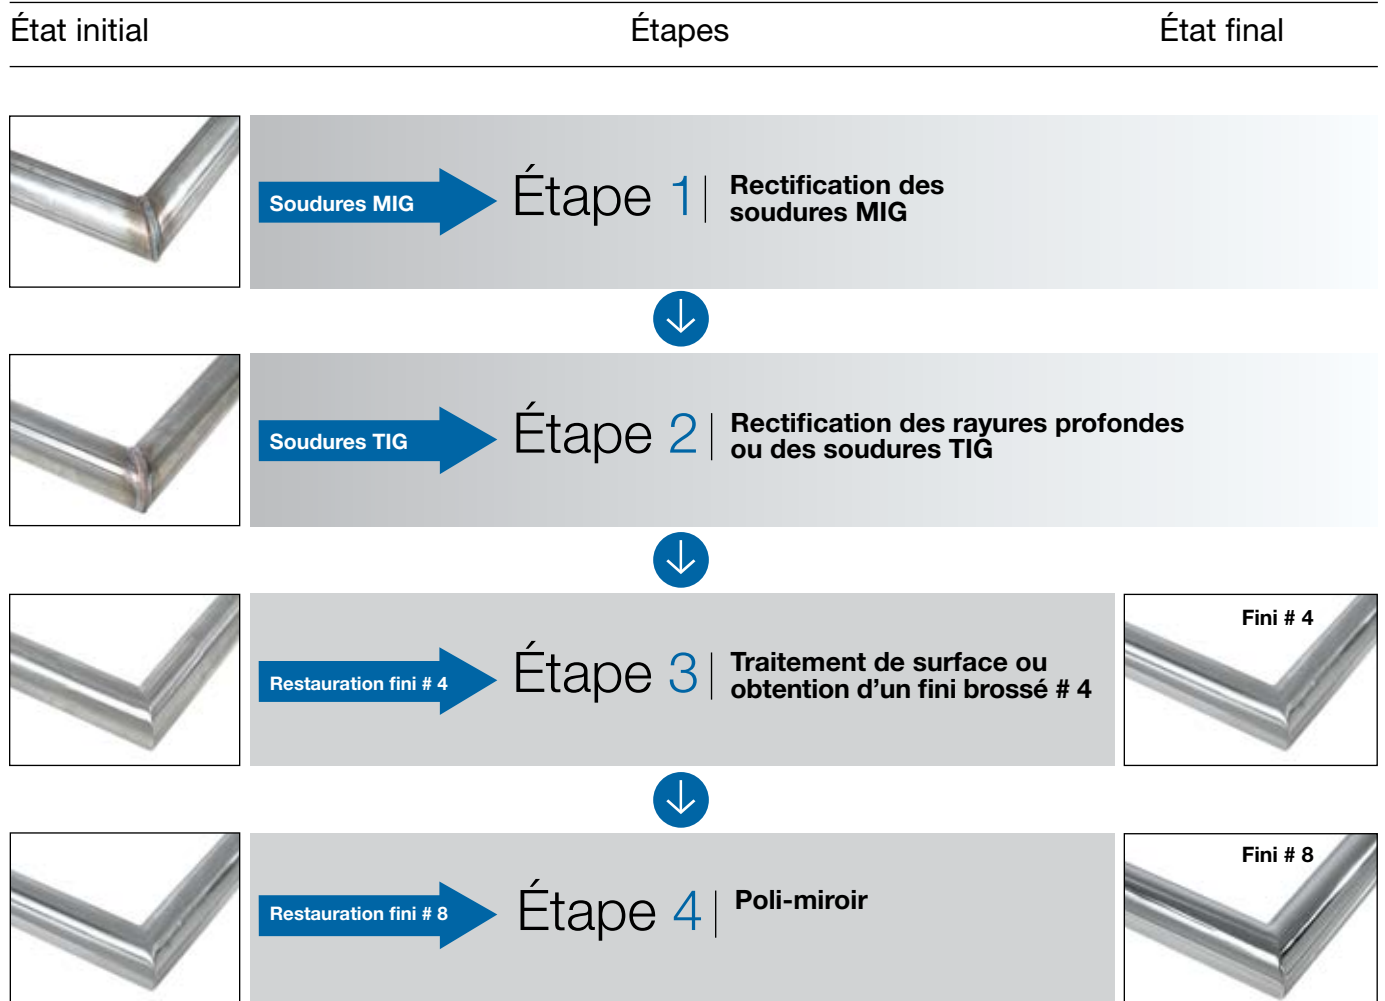 État initial
Étapes
État final
Soudures MIG
Étape 1
Rectification des
soudures MIG
Soudures TIG
Étape 2
Rectification des rayures profondes
ou des soudures TIG
Restauration fini # 4
Étape 3
Traitement de surface ou
obtention d’un fini brossé # 4
Fini # 4
Restauration fini # 8
Étape 4
Poli-miroir
Fini # 8